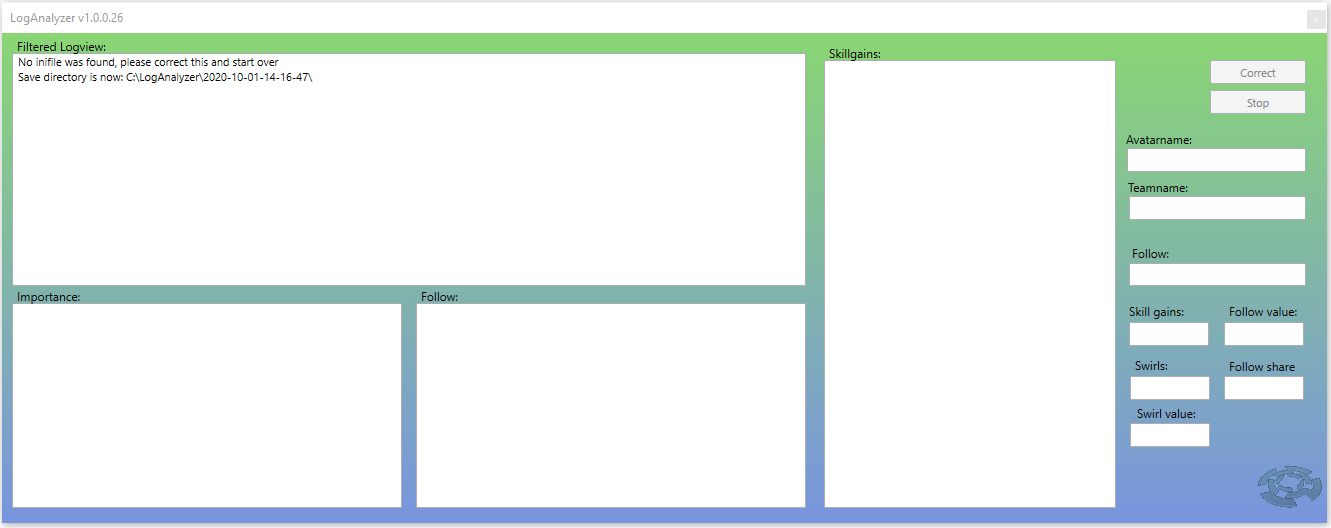 LogAnalyzer v1.0.0.26
Filtered Logview:
No inifile was found, please correct this and start over
Save directory is now: C:\LogAnalyzer\2020-10-01-14-16-47\
Importance:
Follow:
Skillgains:
Correct
Stop
Avatarname:
Teamname:
Follow:
Skill gains:
Follow value:
Swirls:
Follow share
Swirl value: